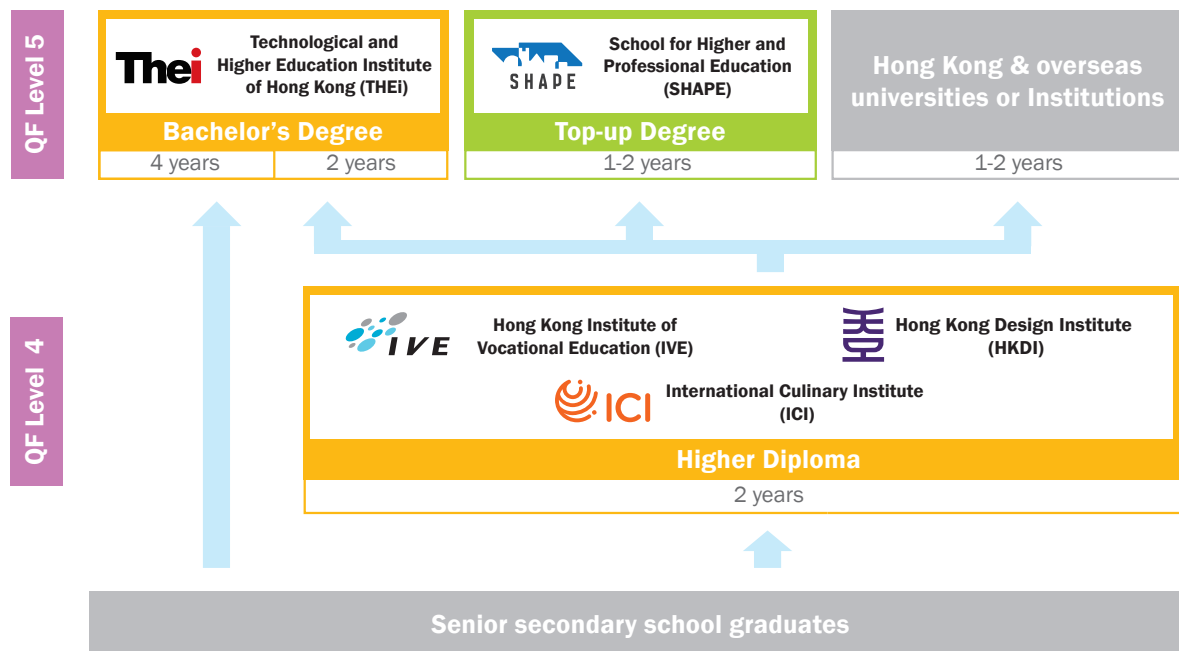 QF Level 5
THei
Technological and
Higher Education Institute
of Hong Kong (THEi)
Bachelor's Degree
4 years
2 years
SHAPE
School for Higher and
Professional Education
(SHAPE)
Top-up Degree
1-2 years
Hong Kong & overseas
universities or Institutions
1-2 years
QF Level 4
IVE
Hong Kong Institute of
Vocational Education (IVE)
HKDI
Hong Kong Design Institute
(HKDI)
ICI
International Culinary Institute
(ICI)
Higher Diploma
2 years
Senior secondary school graduates